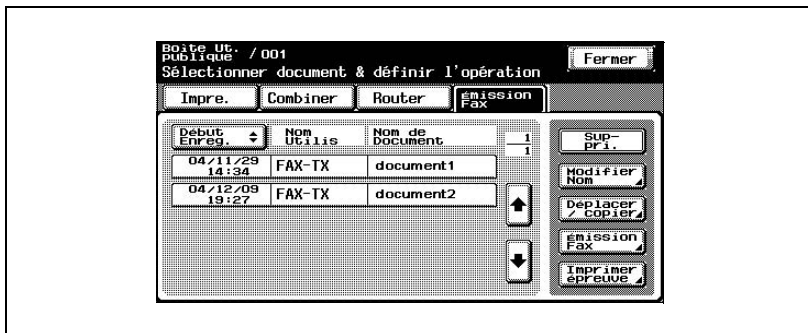 Boîte Ut. / 001
publique
Sélectionner document & définir l'opération
Fermer
Impre.
Combiner
Router
émission
Fax
Début
Enreg.
Nom
Utilis
Nom de
Document
1
1
04/11/29
14:34
FAX-TX
document1
04/12/09
19:27
FAX-TX
document2
Sup-
pri.
Modifier
Nom
Déplacer
/ copier
émission
Fax
Imprimer
épreuve